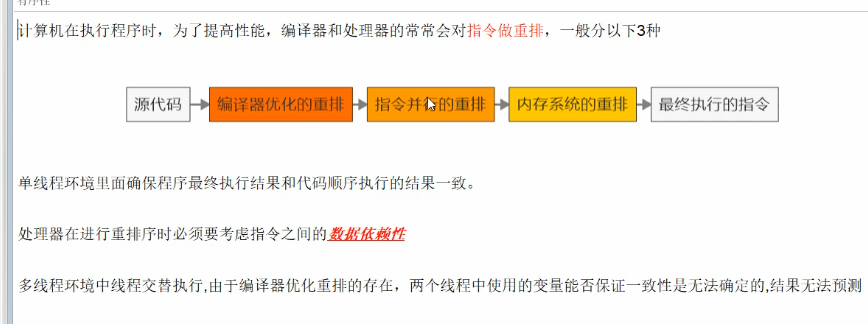 有序性
计算机在执行程序时，为了提高性能，编译器和处理器的常常会对指令做重排，一般分以下3种
源代码 编译器优化的重排 指令并行的重排 内存系统的重排 最终执行的指令
单线程环境里面确保程序最终执行结果和代码顺序执行的结果一致。
处理器在进行重排序时必须要考虑指令之间的数据依赖性
多线程环境中线程交替执行,由于编译器优化重排的存在，两个线程中使用的变量能否保证一致性是无法确定的,结果无法预测